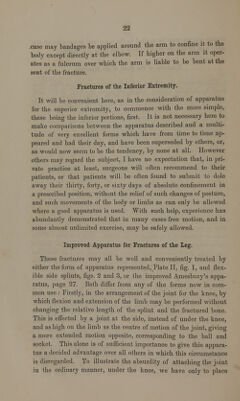 22
case may bandages be applied around the arm to confine it to the
body except directly at the elbow. If higher on the arm it oper-
ates as a fulcrum over which the arm is liable to be bent at the
seat of the fracture.
Fractures of the Inferior Extremity.
It will be convenient here, as in the consideration of apparatus
for the superior extremity, to commence with the more simple,
these being the inferior portions, first. It is not necessary here to
make comparisons between the apparatus described and a multi-
tude of very excellent forms which have from time to time ap-
peared and had their day, and have been superseded by others, or,
as would now seem to be the tendency, by none at all. However
others may regard the subject, I have no expectation that, in pri-
vate practice at least, surgeons will often recommend to their
patients, or that patients will be often found to submit to dole
away their thirty, forty, or sixty days of absolute confinement in
a prescribed position, without the relief of such changes of posture,
and such movements of the body or limbs as can only be allowed
where a good apparatus is used. With such help, experience has
abundantly demonstrated that in many cases free motion, and in
some almost unlimited exercise, may be safely allowed.
Improved Apparatus for Fractures of the Leg.
These fractures may all be well and conveniently treated by
either the form of apparatus represented, Plate II, fig. 1, and flex-
ible side splints, figs. 2 and 3, or the improved Amesbury's appa-
ratus, page 27. Both differ from any of the forms now in com-
mon use: Firstly, in the arrangement of the joint for the knee, by
which flexion and extension of the limb may be performed without
changing the relative length of the splint and the fractured bone.
This is effected by a joint at the side, instead of under the knee,
and as high on the limb as the centre of motion of the joint, giving
a more extended motion opposite, corresponding to the ball and
socket. This alone is of sufficient importance to give this appara-
tus a decided advantage over all others in which this circumstance
is disregarded. To illustrate the absurdity of attaching the joint
in the ordinary manner, under the knee, we have only to place